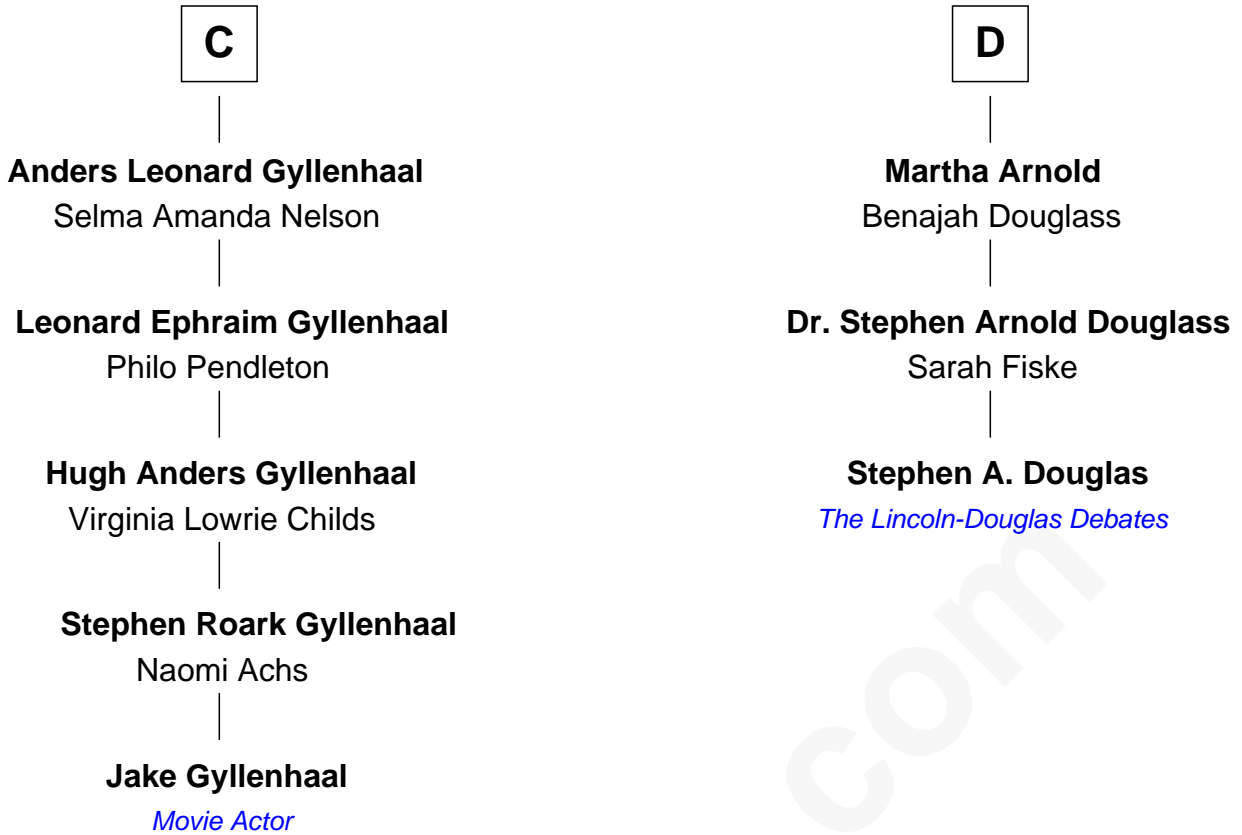 C
Anders Leonard Gyllenhaal
Selma Amanda Nelson
Leonard Ephraim Gyllenhaal
Philo Pendleton
Hugh Anders Gyllenhaal
Virginia Lowrie Childs
Stephen Roark Gyllenhaal
Naomi Achs
Jake Gyllenhaal
Movie Actor
D
Martha Arnold
Benajah Douglass
Dr. Stephen Arnold Douglass
Sarah Fiske
Stephen A. Douglas
The Lincoln-Douglas Debates
com